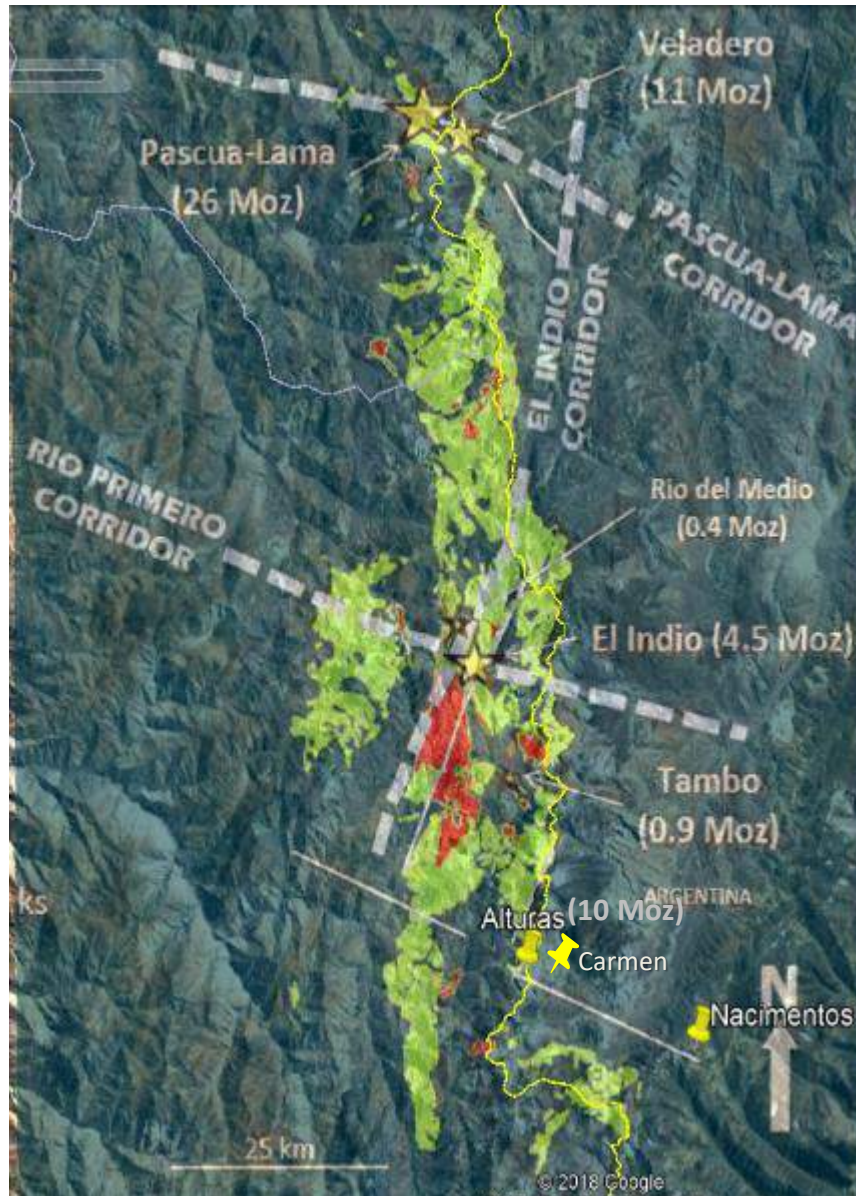 Veladero
(11 Moz)
Pascua-Lama
(26 Moz)
PASCUA-LAMA
CORRIDOR
EL INDIO
CORRIDOR
RIO PRIMERO
CORRIDOR
Rio del Medio
(0.4 Moz)
El Indio (4.5 Moz)
Tambo
(0.9 Moz)
ks
ARGENTINA
Alturas (10 Moz)
Carmen
N
Nacimentos
25 km
© 2018 Google